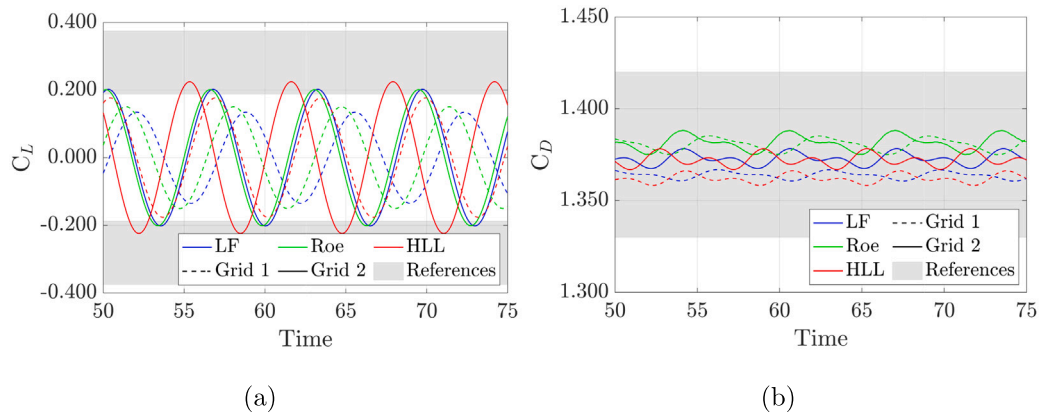 0.400
0.200
0.000
-0.200
-0.400
C_L
50 55 60 65 70 75
Time
LF Roe HLL
Grid 1 Grid 2 References
(a)
1.450
1.400
1.350
1.300
C_D
50 55 60 65 70 75
Time
LF Grid 1
Roe Grid 2
HLL References
(b)